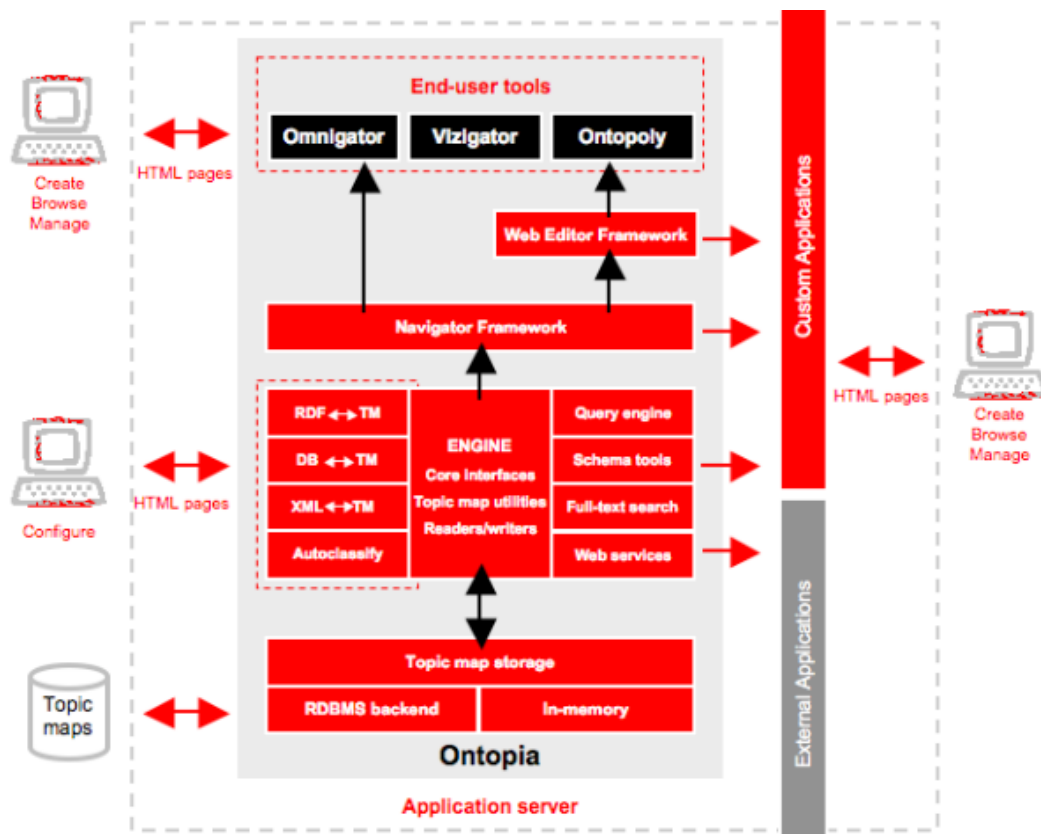 End-user tools
Omnigator
Vizigator
Ontopoly
HTML pages
Create
Browse
Manage
Web Editor Framework
Navigator Framework
Custom Applications
RDF ↔ TM
DB ↔ TM
XML ↔ TM
Autoclassify
ENGINE
Core interfaces
Topic map utilities
Readers/writers
Query engine
Schema tools
Full-text search
Web services
HTML pages
Configure
HTML pages
Create
Browse
Manage
Topic map storage
RDBMS backend
In-memory
Topic
maps
External Applications
Ontopia
Application server